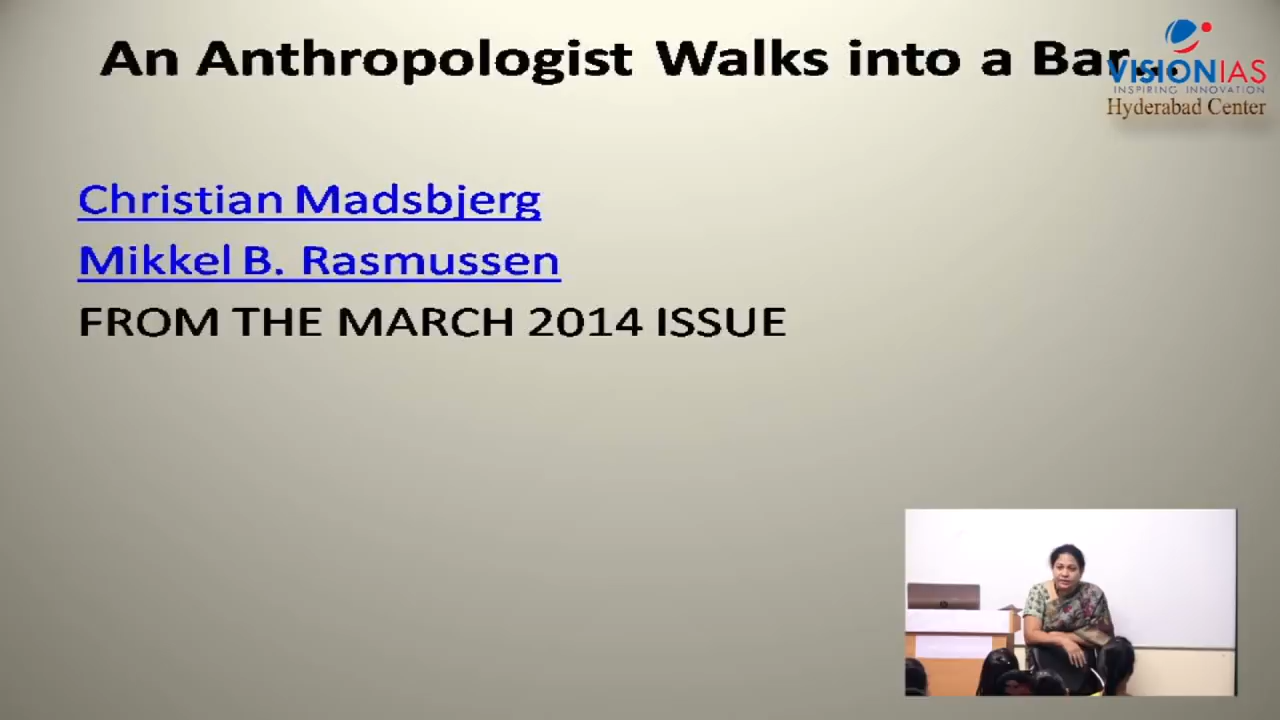 An Anthropologist Walks into a Bar...
VISIONIAS
INSPIRING INNOVATION
Hyderabad Center
Christian Madsbjerg
Mikkel B. Rasmussen
FROM THE MARCH 2014 ISSUE